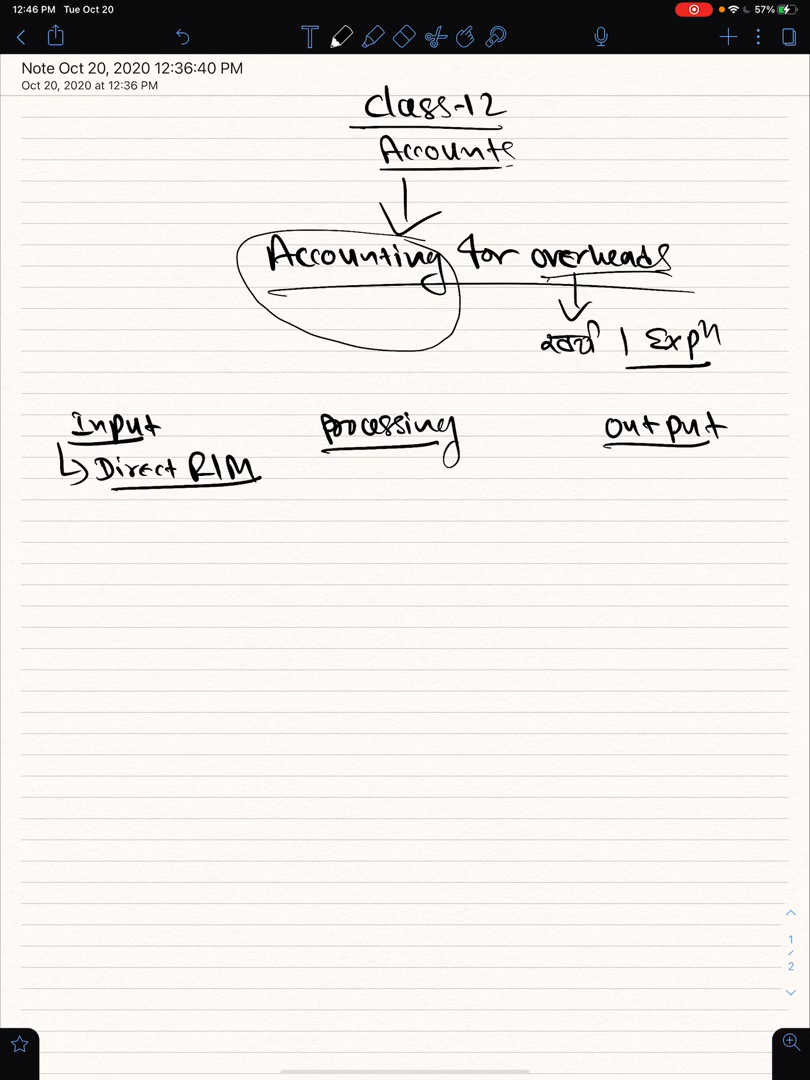 12:46 PM Tue Oct 20
57%
Note Oct 20, 2020 12:36:40 PM
Oct 20, 2020 at 12:36 PM
Class-12
Accounts
Accounting for overheads
खर्चा | Expn
Input Processing output
Direct R/M
1
/
2